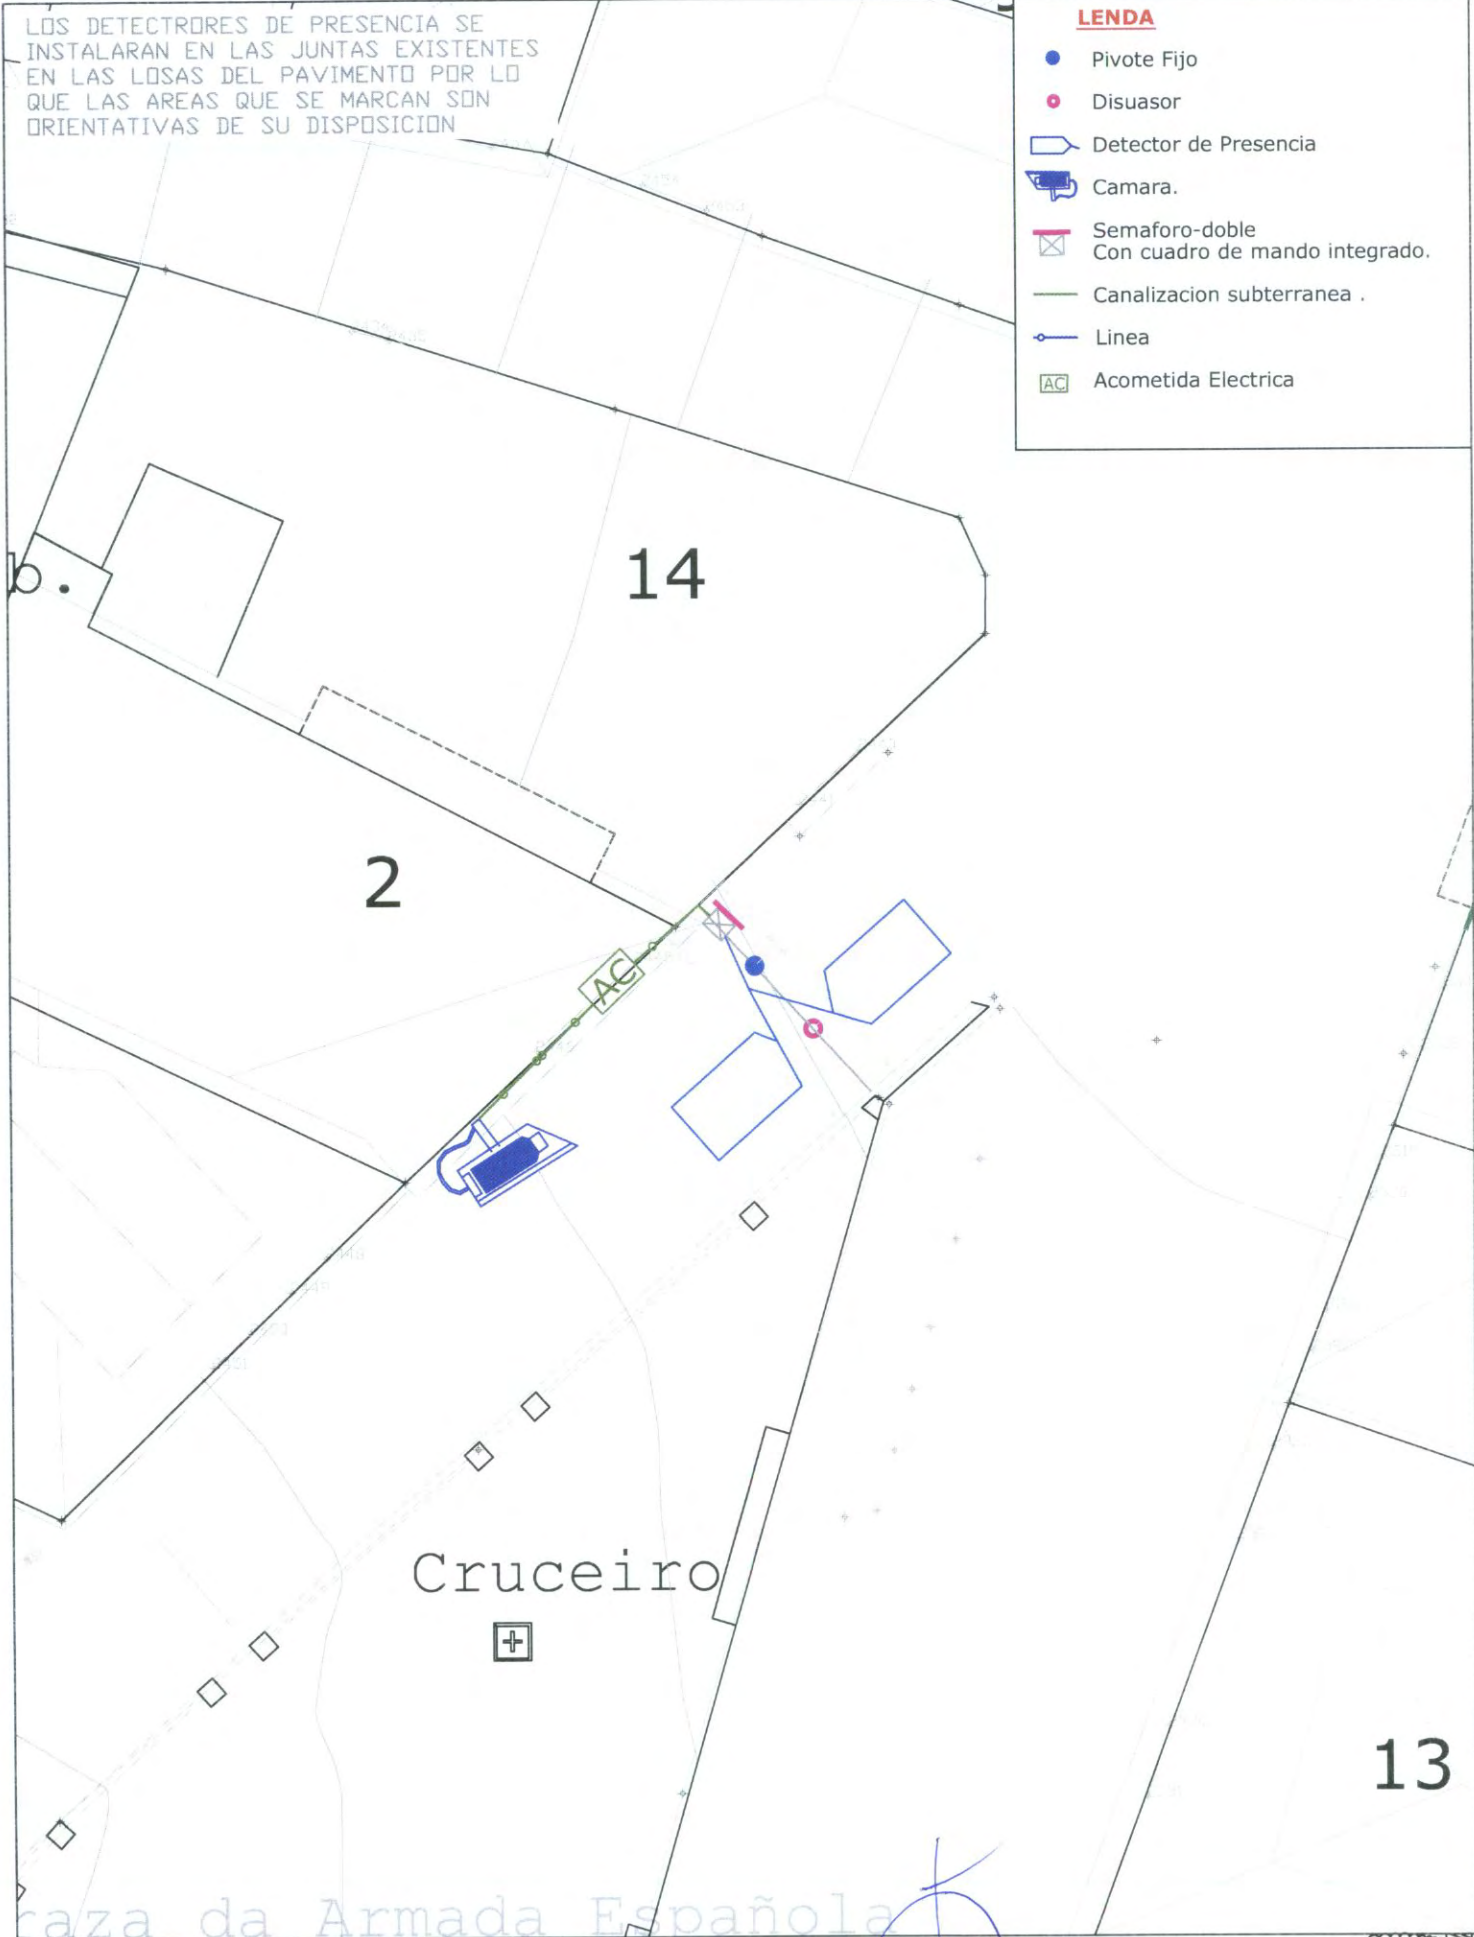 LOS DETECTRORES DE PRESENCIA SE
INSTALARAN EN LAS JUNTAS EXISTENTES
EN LAS LOSAS DEL PAVIMENTO POR LO
QUE LAS AREAS QUE SE MARCAN SON
ORIENTATIVAS DE SU DISPOSICION
LENDA
Pivote Fijo
Disuasor
Detector de Presencia
Camara.
Semaforo-doble
Con cuadro de mando integrado.
Canalizacion subterranea .
Linea
AC Acometida Electrica
14
2
AC
Cruceiro
13
da Armada Española